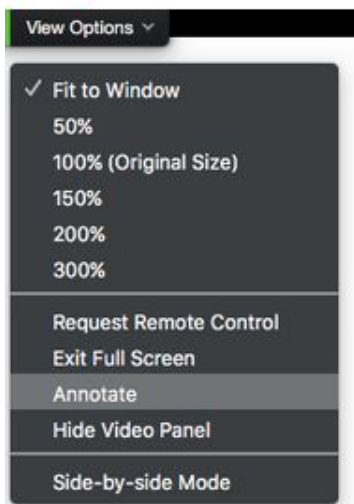 View Options
✓ Fit to Window
50%
100% (Original Size)
150%
200%
300%
Request Remote Control
Exit Full Screen
Annotate
Hide Video Panel
Side-by-side Mode